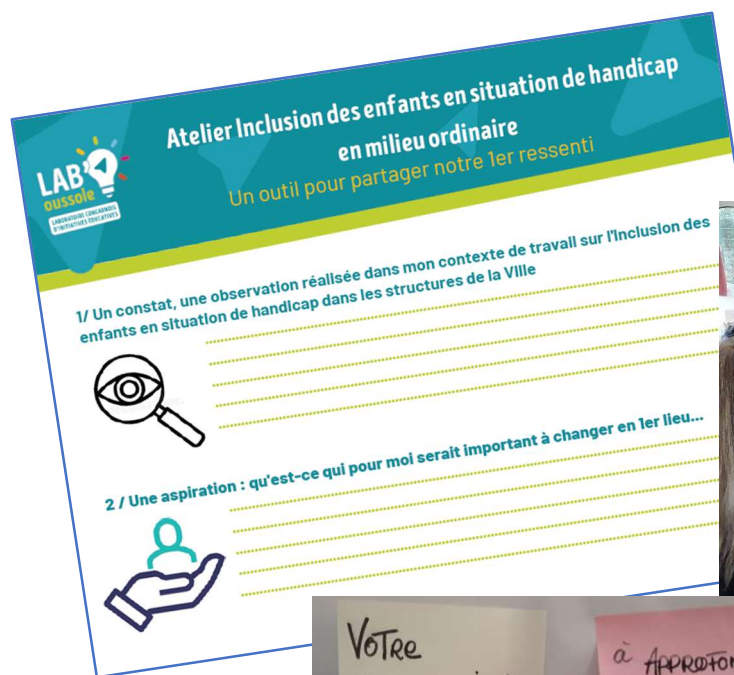 Atelier Inclusion des enfants en situation de handicap
en milieu ordinaire
Un outil pour partager notre 1er ressenti
LAB
oussole
LABORATOIRE CONCARNOIS
D'INITIATIVES ÉDUCATIVES
1/ Un constat, une observation réalisée dans mon contexte de travail sur l'Inclusion des
enfants en situation de handicap dans les structures de la Ville
2 / Une aspiration : qu'est-ce qui pour moi serait important à changer en 1er lieu...
VOTRE
à